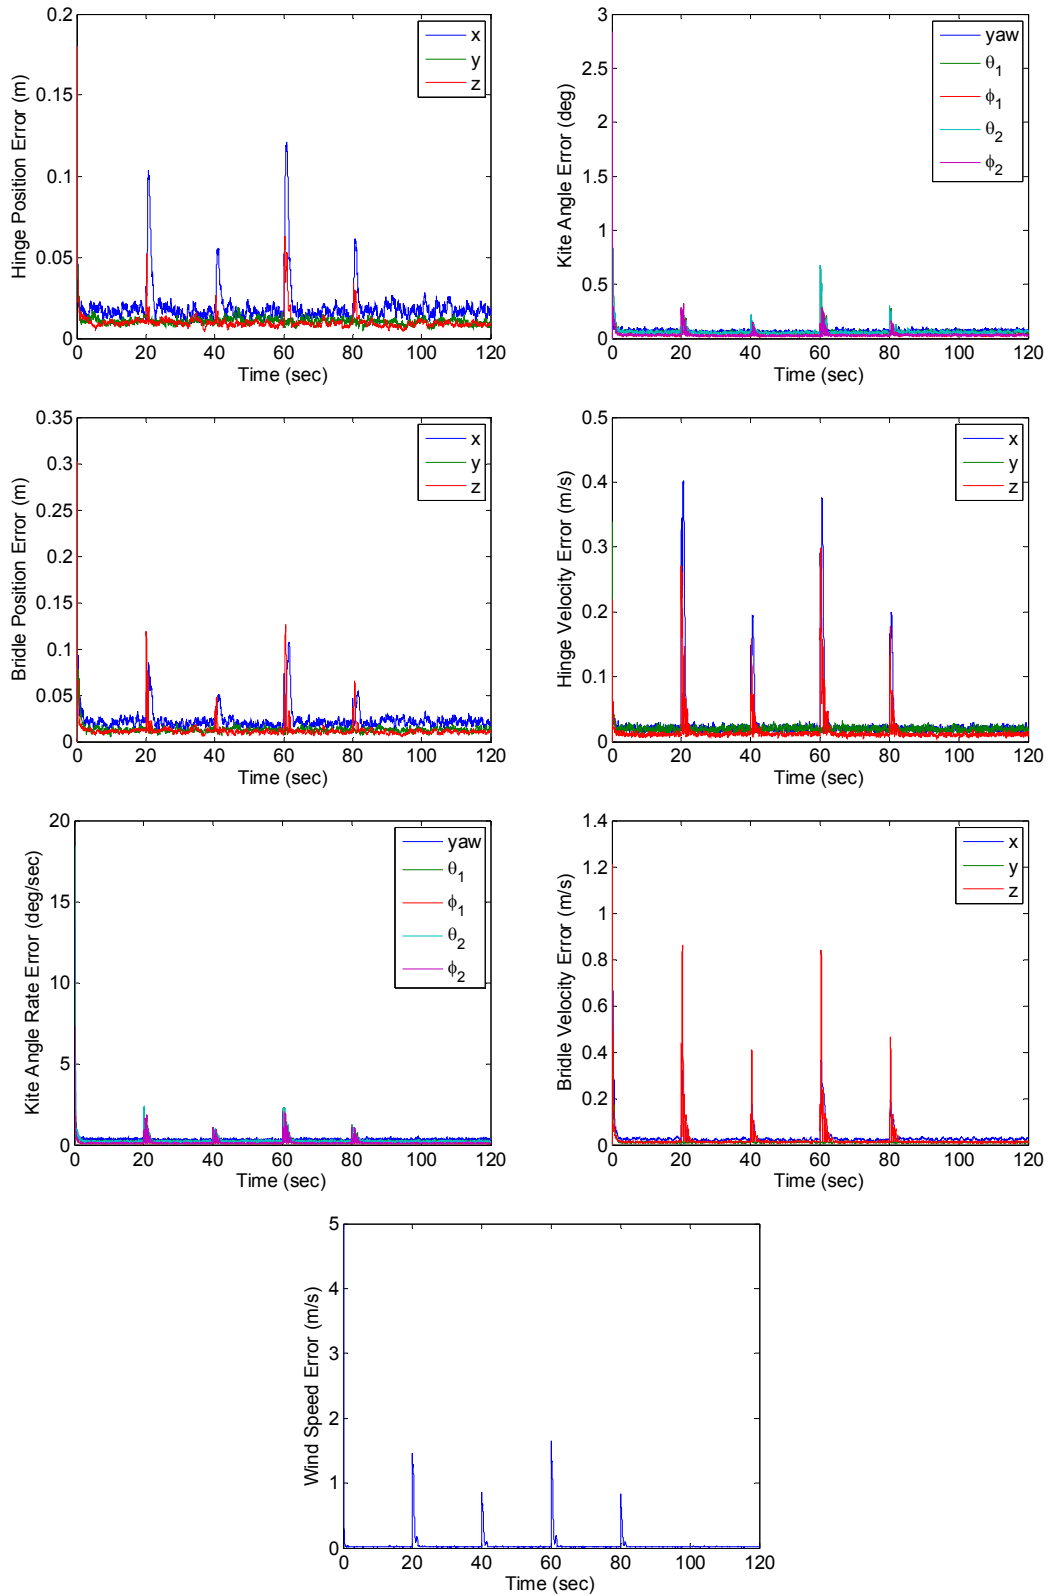 0.2
0.15
0.1
0.05
0
Hinge Position Error (m)
x
y
z
0 20 40 60 80 100 120
Time (sec)
3
2.5
2
1.5
1
0.5
0
Kite Angle Error (deg)
yaw
θ1
ϕ1
θ2
ϕ2
0 20 40 60 80 100 120
Time (sec)
0.35
0.3
0.25
0.2
0.15
0.1
0.05
0
Bridle Position Error (m)
x
y
z
0 20 40 60 80 100 120
Time (sec)
0.5
0.4
0.3
0.2
0.1
0
Hinge Velocity Error (m/s)
x
y
z
0 20 40 60 80 100 120
Time (sec)
20
15
10
5
0
Kite Angle Rate Error (deg/sec)
yaw
θ1
ϕ1
θ2
ϕ2
0 20 40 60 80 100 120
Time (sec)
1.4
1.2
1
0.8
0.6
0.4
0.2
0
Bridle Velocity Error (m/s)
x
y
z
0 20 40 60 80 100 120
Time (sec)
5
4
3
2
1
0
Wind Speed Error (m/s)
0 20 40 60 80 100 120
Time (sec)